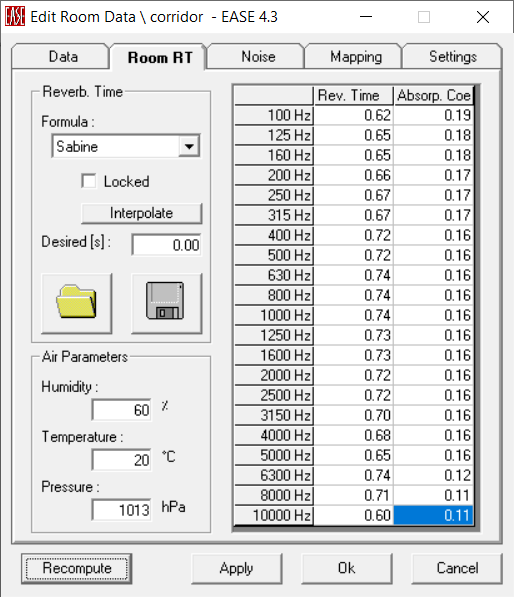 EASE Edit Room Data \ corridor - EASE 4.3
Data Room RT Noise Mapping Settings
Reverb. Time
Formula :
Sabine
Locked
Interpolate
Desired [s] : 0.00
Air Parameters
Humidity :
60 %
Temperature :
20 °C
Pressure :
1013 hPa
Rev. Time Absorp. Coe
100 Hz 0.62 0.19
125 Hz 0.65 0.18
160 Hz 0.65 0.18
200 Hz 0.66 0.17
250 Hz 0.67 0.17
315 Hz 0.67 0.17
400 Hz 0.72 0.16
500 Hz 0.72 0.16
630 Hz 0.74 0.16
800 Hz 0.74 0.16
1000 Hz 0.74 0.16
1250 Hz 0.73 0.16
1600 Hz 0.73 0.16
2000 Hz 0.72 0.16
2500 Hz 0.72 0.16
3150 Hz 0.70 0.16
4000 Hz 0.68 0.16
5000 Hz 0.65 0.16
6300 Hz 0.74 0.12
8000 Hz 0.71 0.11
10000 Hz 0.60 0.11
Recompute Apply Ok Cancel